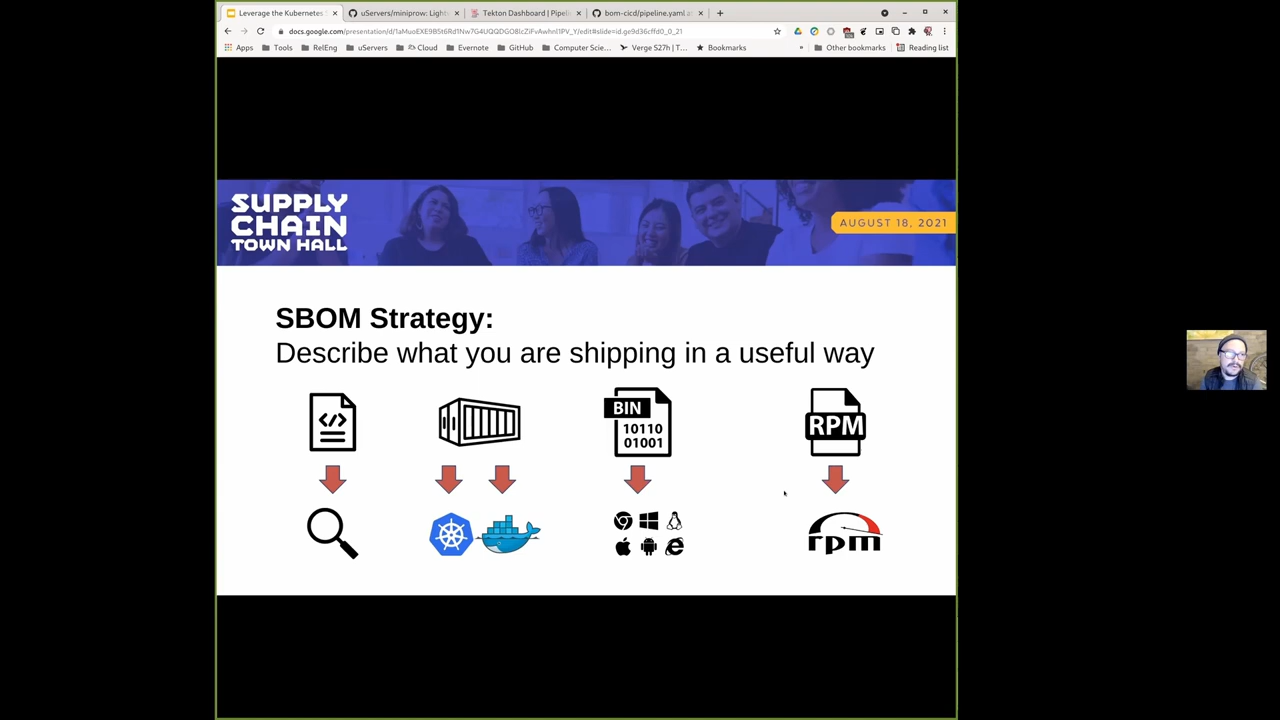 Leverage the Kubernetes
uServers/miniprow: Light
Tekton Dashboard | Pipeli
bom-cicd/pipeline.yaml a
Apps
Tools
RelEng
uServers
Cloud
Evernote
GitHub
Computer Scie...
Verge S27h | T...
Bookmarks
»
Other bookmarks
Reading list
SUPPLY
CHAIN
TOWN HALL
AUGUST 18, 2021
SBOM Strategy:
Describe what you are shipping in a useful way
</>
BIN
10110
01001
RPM
rpm